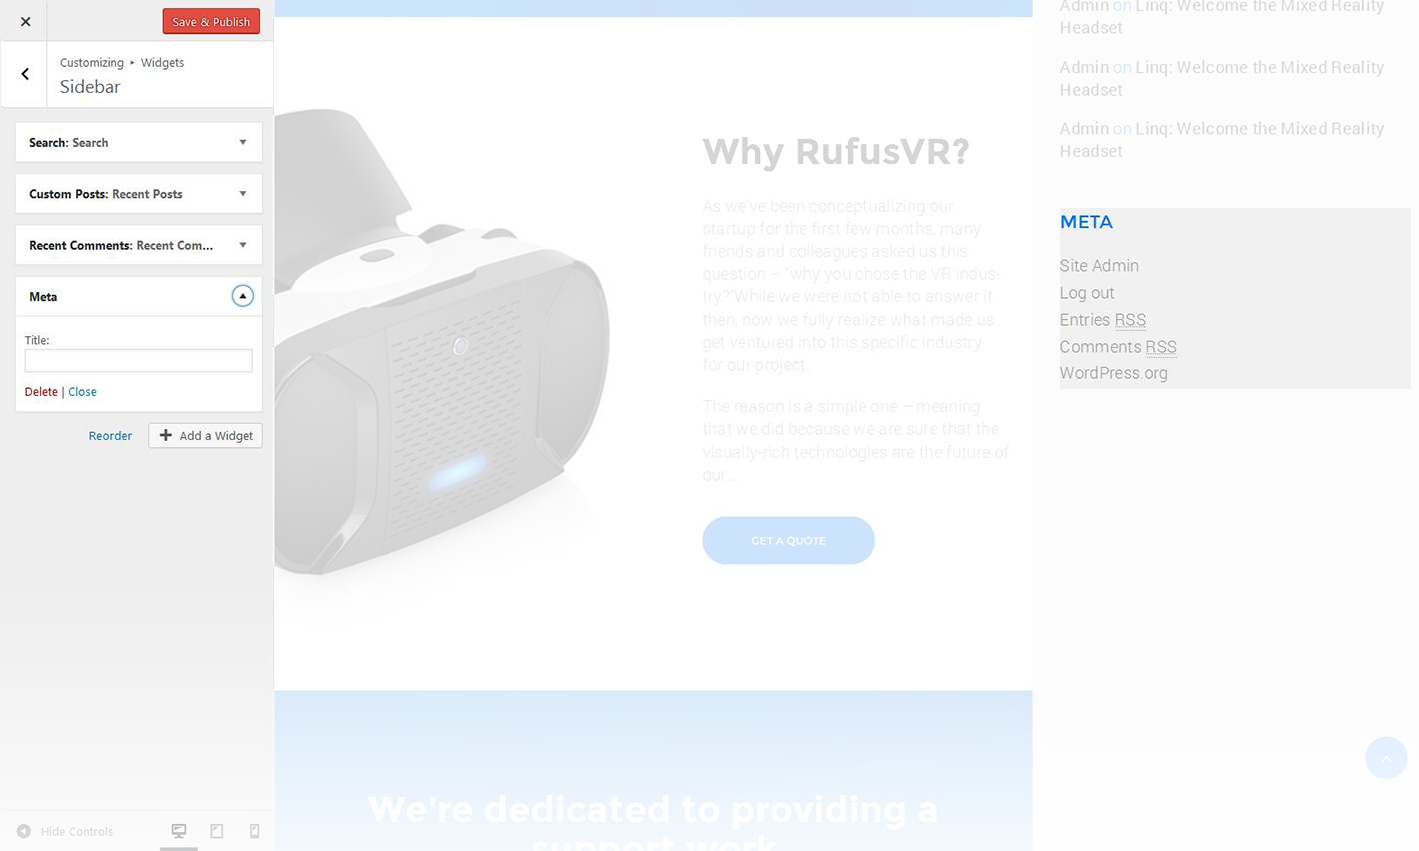 Save & Publish
Customizing ▸ Widgets
Sidebar
Search: Search
Custom Posts: Recent Posts
Recent Comments: Recent Com...
Meta
Title:
Delete | Close
Reorder
Add a Widget
Hide Controls
Why RufusVR?
As we've been conceptualizing our
startup for the first few months, many
friends and colleagues asked us this
question – "why you chose the VR indus-
try?"While we were not able to answer it
then, now we fully realize what made us
get ventured into this specific industry
for our project.
The reason is a simple one – meaning
that we did because we are sure that the
visually-rich technologies are the future of
our...
GET A QUOTE
We're dedicated to providing a
support work
Admin on Linq: Welcome the Mixed Reality
Headset
Admin on Linq: Welcome the Mixed Reality
Headset
Admin on Linq: Welcome the Mixed Reality
Headset
META
Site Admin
Log out
Entries RSS
Comments RSS
WordPress.org